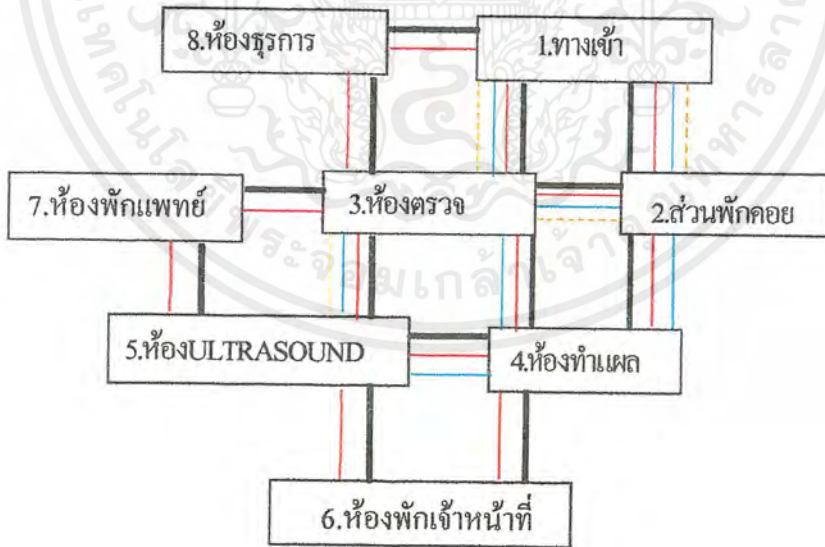 8.ห้องธุรการ
1.ทางเข้า
7.ห้องพักแพทย์
3.ห้องตรวจ
2.ส่วนพักคอย
5.ห้องULTRASOUND
4.ห้องทำแผล
6.ห้องพักเจ้าหน้าที่